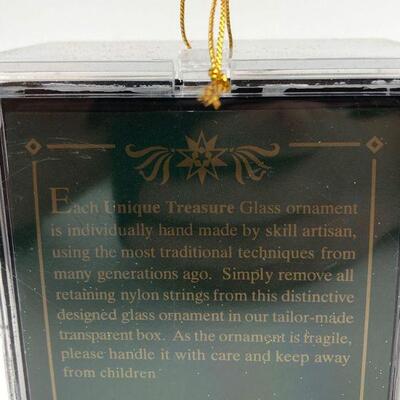 Each Unique Treasure Glass ornament
is individually hand made by skill artisan,
using the most traditional techniques from
many generations ago. Simply remove all
retaining nylon strings from this distinctive
designed glass ornament in our tailor-made
transparent box. As the ornament is fragile,
please handle it with care and keep away
from children